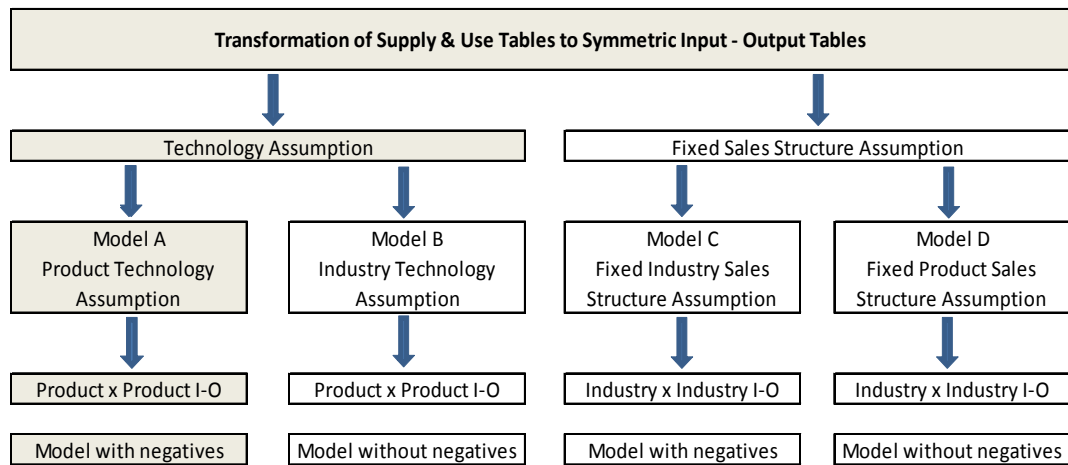 Transformation of Supply & Use Tables to Symmetric Input - Output Tables
Technology Assumption
Fixed Sales Structure Assumption
Model A
Product Technology
Assumption
Model B
Industry Technology
Assumption
Model C
Fixed Industry Sales
Structure Assumption
Model D
Fixed Product Sales
Structure Assumption
Product x Product I-O
Product x Product I-O
Industry x Industry I-O
Industry x Industry I-O
Model with negatives
Model without negatives
Model with negatives
Model without negatives